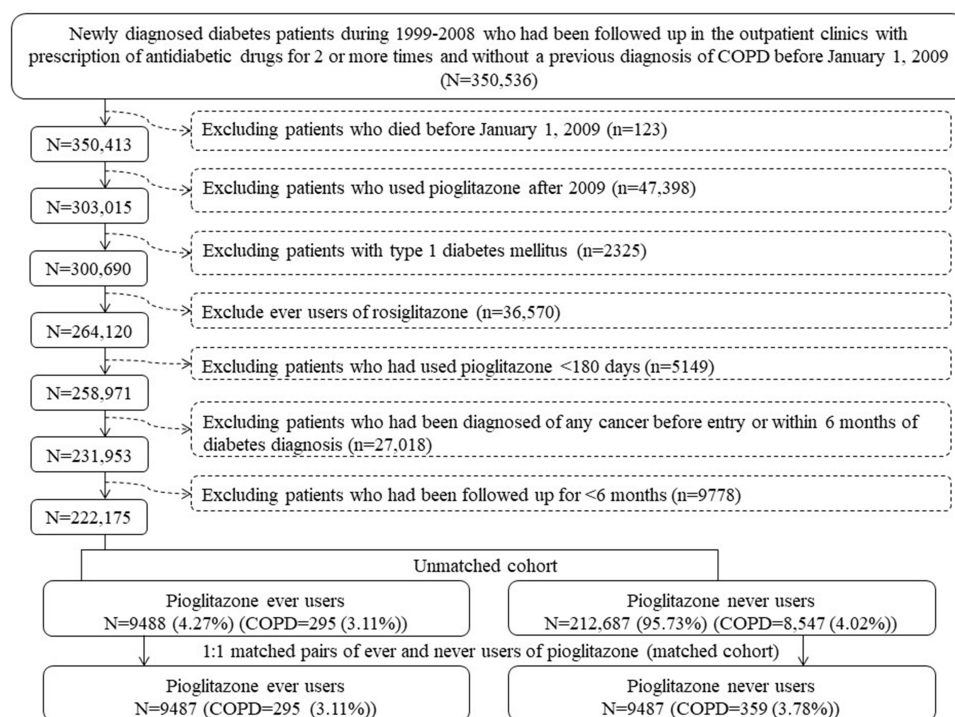 Newly diagnosed diabetes patients during 1999-2008 who had been followed up in the outpatient clinics with
prescription of antidiabetic drugs for 2 or more times and without a previous diagnosis of COPD before January 1, 2009
(N=350,536)
Excluding patients who died before January 1, 2009 (n=123)
N=350,413
Excluding patients who used pioglitazone after 2009 (n=47,398)
N=303,015
Excluding patients with type 1 diabetes mellitus (n=2325)
N=300,690
Exclude ever users of rosiglitazone (n=36,570)
N=264,120
Excluding patients who had used pioglitazone <180 days (n=5149)
N=258,971
Excluding patients who had been diagnosed of any cancer before entry or within 6 months of
diabetes diagnosis (n=27,018)
N=231,953
Excluding patients who had been followed up for <6 months (n=9778)
N=222,175
Unmatched cohort
Pioglitazone ever users
N=9488 (4.27%) (COPD=295 (3.11%))
Pioglitazone never users
N=212,687 (95.73%) (COPD=8,547 (4.02%))
1:1 matched pairs of ever and never users of pioglitazone (matched cohort)
Pioglitazone ever users
N=9487 (COPD=295 (3.11%))
Pioglitazone never users
N=9487 (COPD=359 (3.78%))